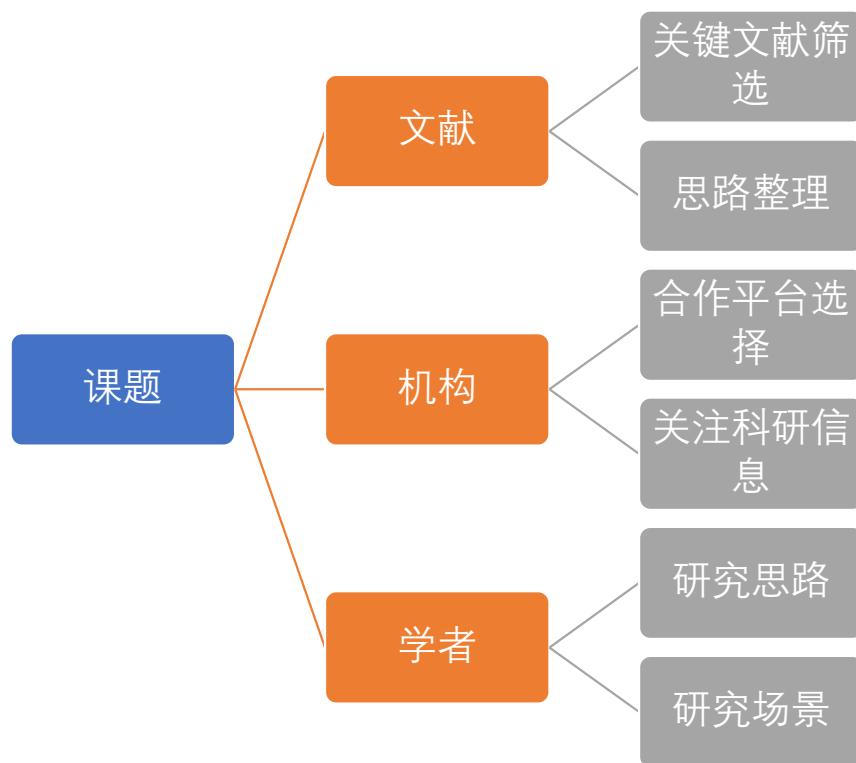 课题
文献
关键文献筛
选
思路整理
机构
合作平台选
择
关注科研信
息
学者
研究思路
研究场景